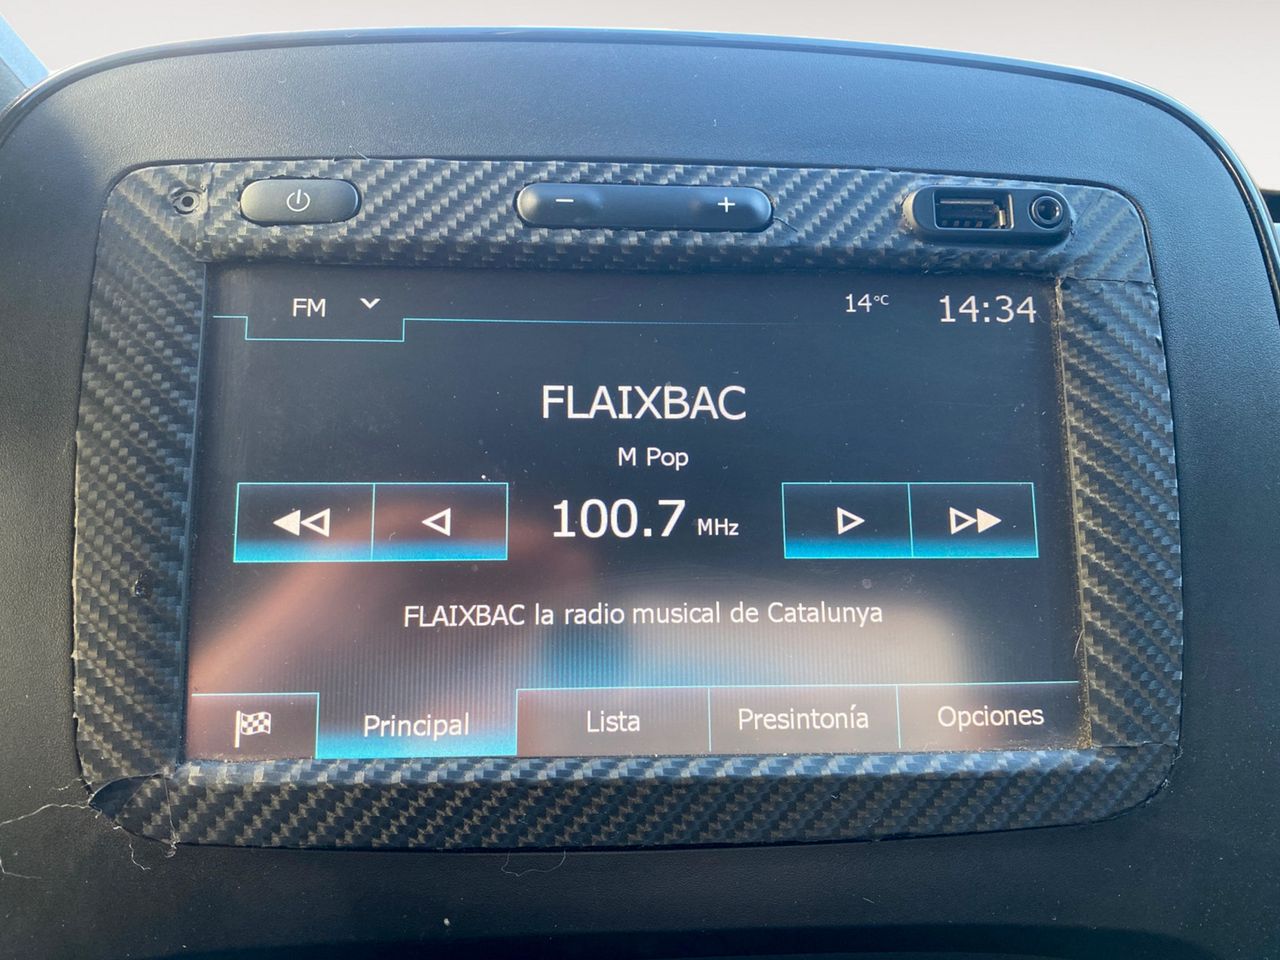 FM 14°C 14:34
FLAIXBAC
M Pop
100.7 MHz
FLAIXBAC la radio musical de Catalunya
Principal Lista Presintonía Opciones